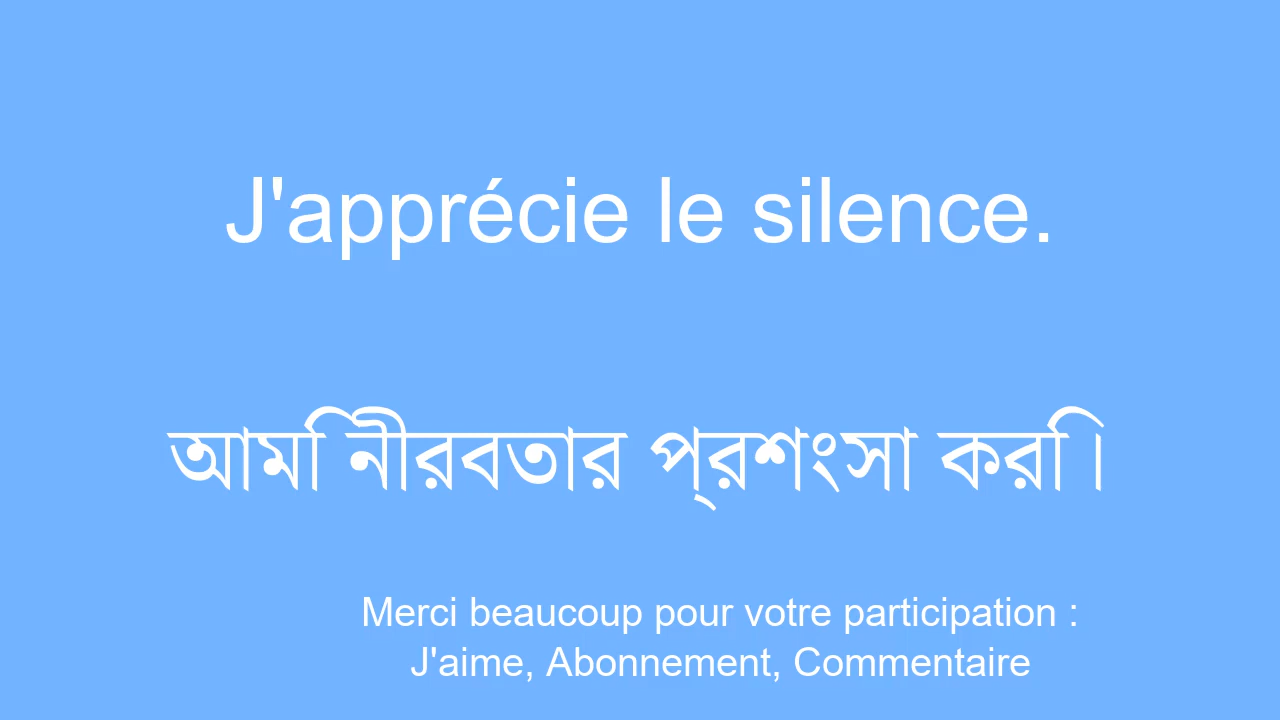 J'apprécie le silence.
আমি নীরবতার প্রশংসা করি।
Merci beaucoup pour votre participation :
J'aime, Abonnement, Commentaire